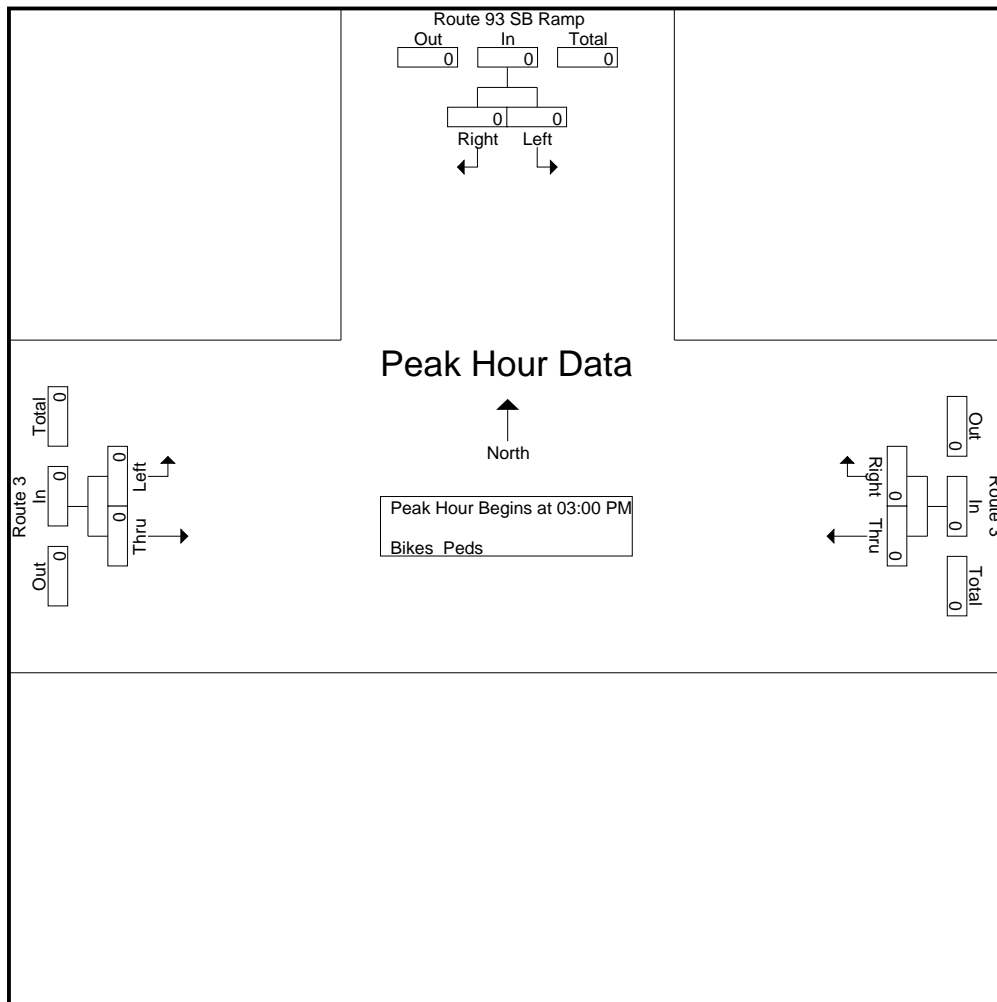 Route 93 SB Ramp
Out In Total
0 0 0
0 0
Right Left
Peak Hour Data
North
Peak Hour Begins at 03:00 PM
Bikes Peds
Route 3
Total In Out
0 0 0
0 0
Left Thru
Route 3
Out In Total
0 0 0
0 0
Right Thru